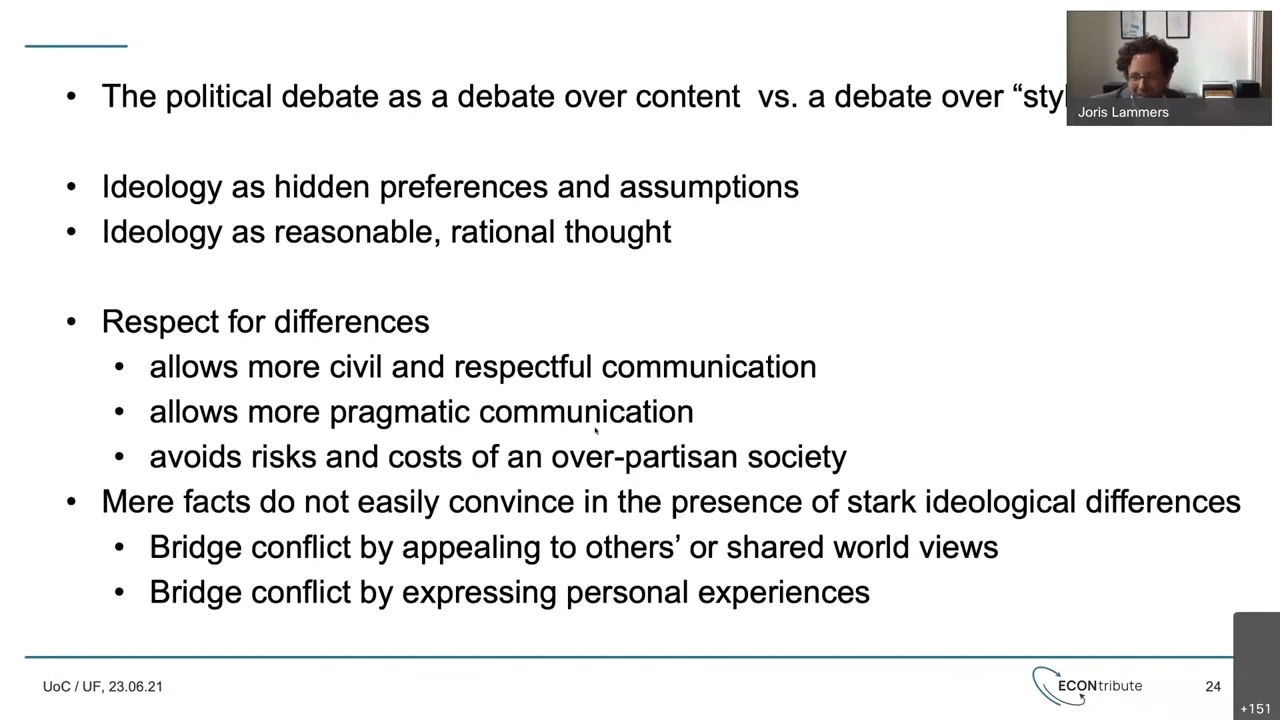 • The political debate as a debate over content vs. a debate over “sty
Joris Lammers
• Ideology as hidden preferences and assumptions
• Ideology as reasonable, rational thought
• Respect for differences
• allows more civil and respectful communication
• allows more pragmatic communication
• avoids risks and costs of an over-partisan society
• Mere facts do not easily convince in the presence of stark ideological differences
• Bridge conflict by appealing to others’ or shared world views
• Bridge conflict by expressing personal experiences
UoC / UF, 23.06.21
ECONtribute
24
+151